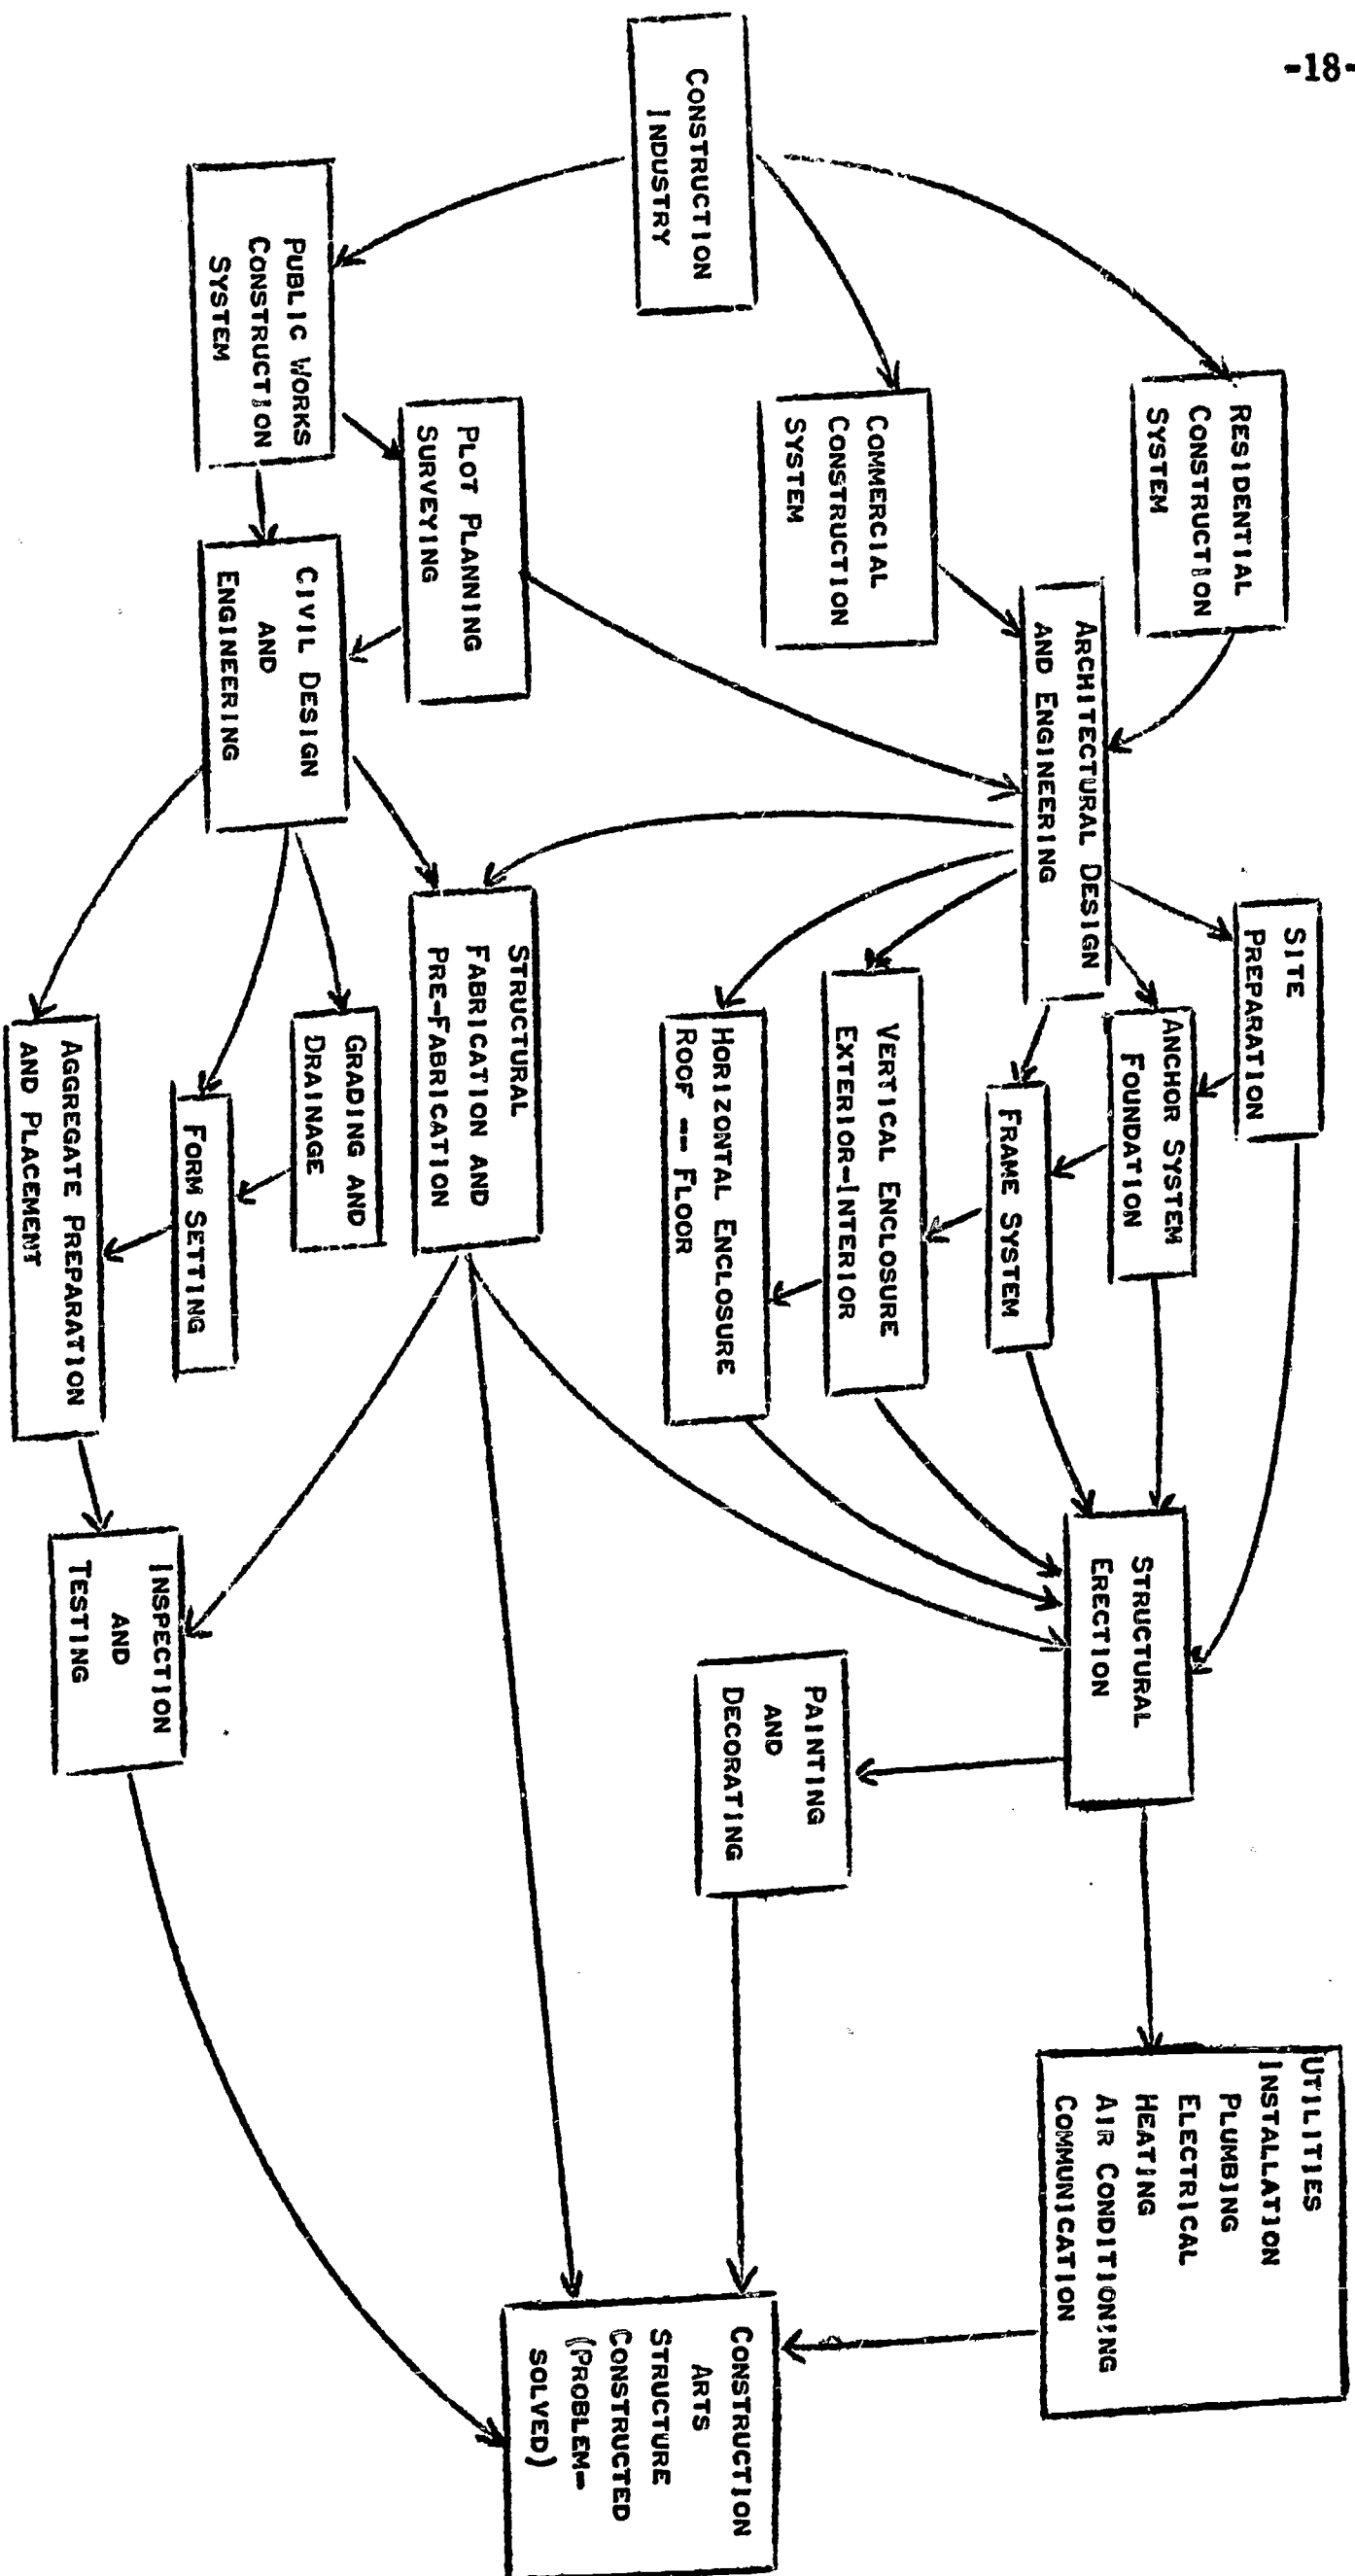 -18-
CONSTRUCTION
INDUSTRY
RESIDENTIAL
CONSTRUCTION
SYSTEM
COMMERCIAL
CONSTRUCTION
SYSTEM
PUBLIC WORKS
CONSTRUCTION
SYSTEM
PLOT PLANNING
SURVEYING
ARCHITECTURAL DESIGN
AND ENGINEERING
CIVIL DESIGN
AND
ENGINEERING
SITE
PREPARATION
ANCHOR SYSTEM
FOUNDATION
FRAME SYSTEM
VERTICAL ENCLOSURE
EXTERIOR-INTERIOR
HORIZONTAL ENCLOSURE
ROOF -- FLOOR
STRUCTURAL
FABRICATION AND
PRE-FABRICATION
GRADING AND
DRAINAGE
FORM SETTING
AGGREGATE PREPARATION
AND PLACEMENT
STRUCTURAL
ERECTION
PAINTING
AND
DECORATING
INSPECTION
AND
TESTING
UTILITIES
INSTALLATION
PLUMBING
ELECTRICAL
HEATING
AIR CONDITIONING
COMMUNICATION
CONSTRUCTION
ARTS
STRUCTURE
CONSTRUCTED
(PROBLEM-
SOLVED)